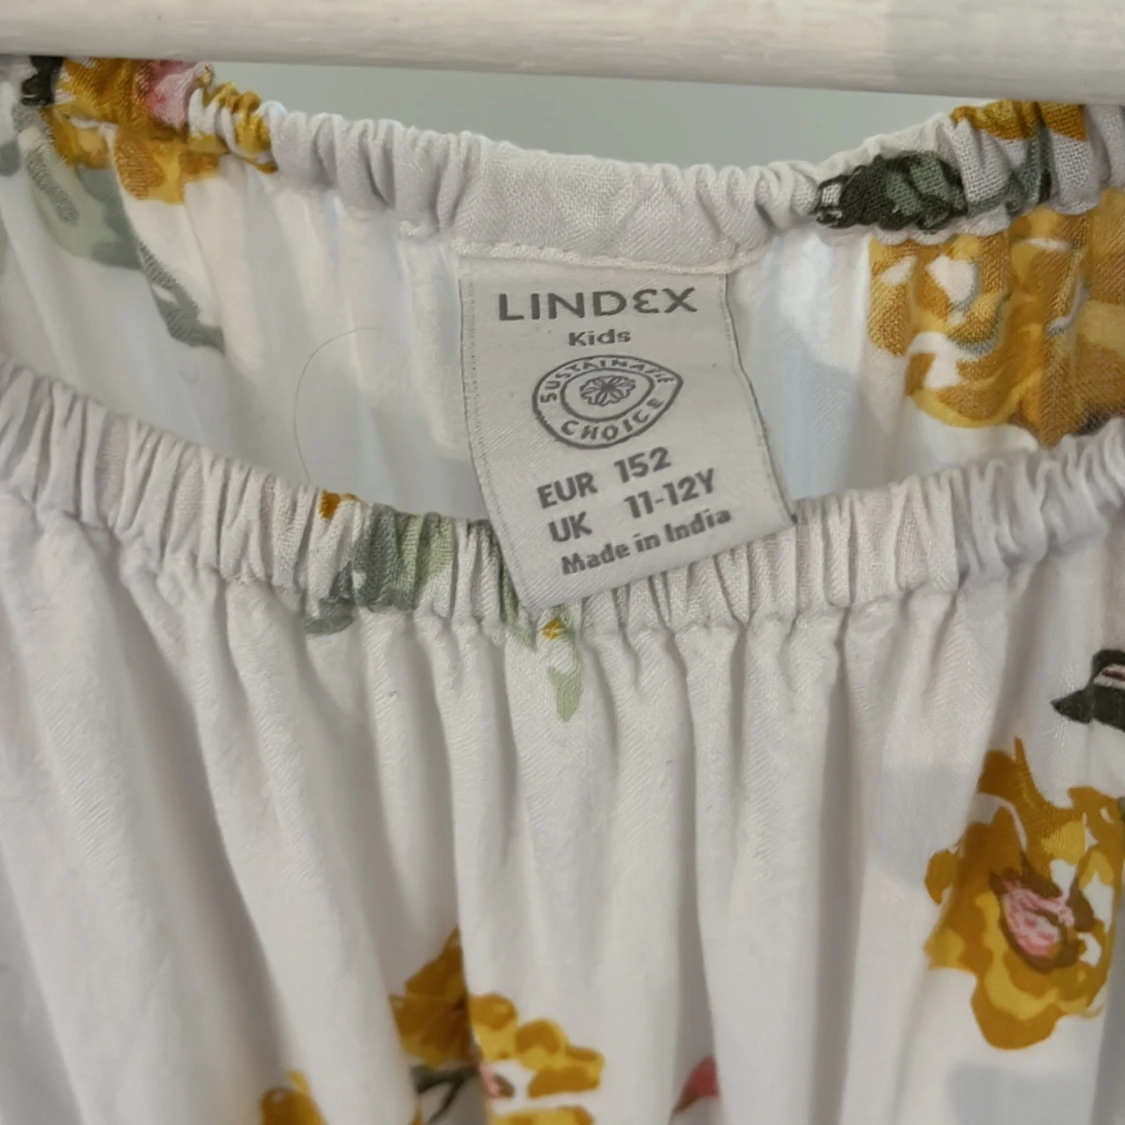 LINDEX
Kids
SUSTAINABLE
CHOICE
EUR 152
UK 11-12Y
Made in India